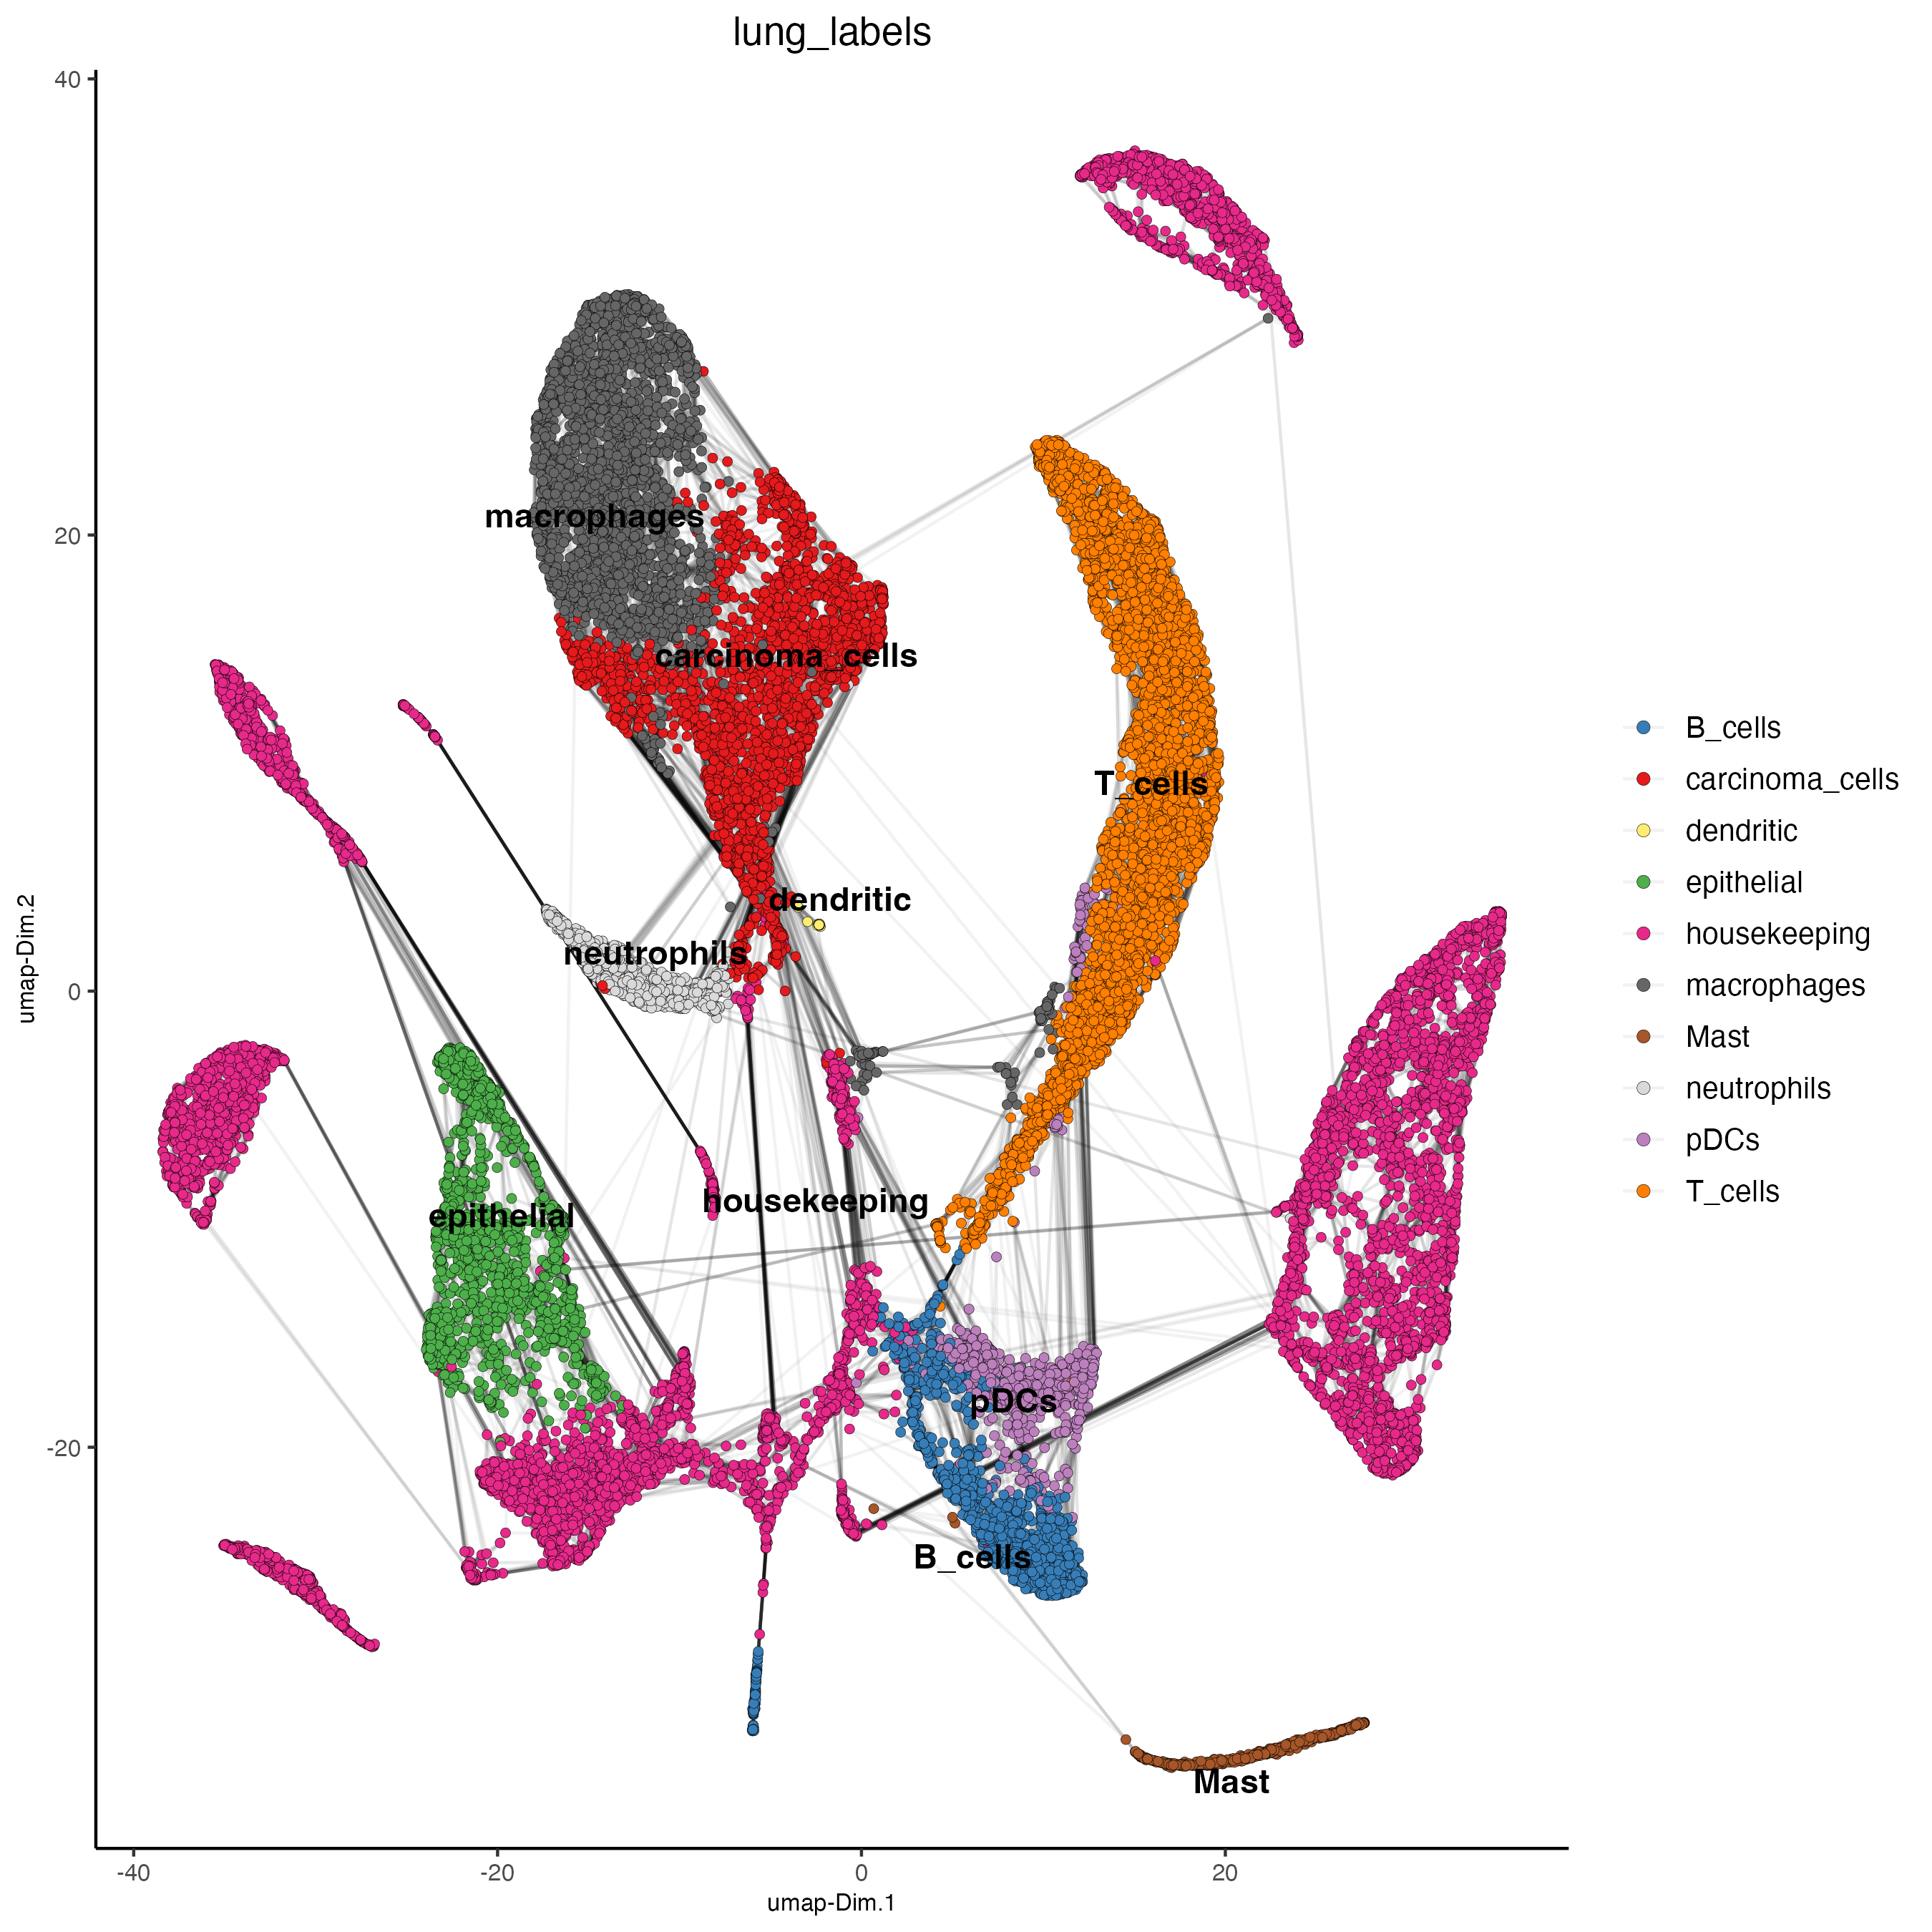 lung_labels
40
20
0
-20
umap-Dim.2
macrophages
carcinoma_cells
T_cells
dendritic
neutrophils
housekeeping
epithelial
pDCs
B_cells
Mast
-40
-20
0
20
umap-Dim.1
B_cells
carcinoma_cells
dendritic
epithelial
housekeeping
macrophages
Mast
neutrophils
pDCs
T_cells